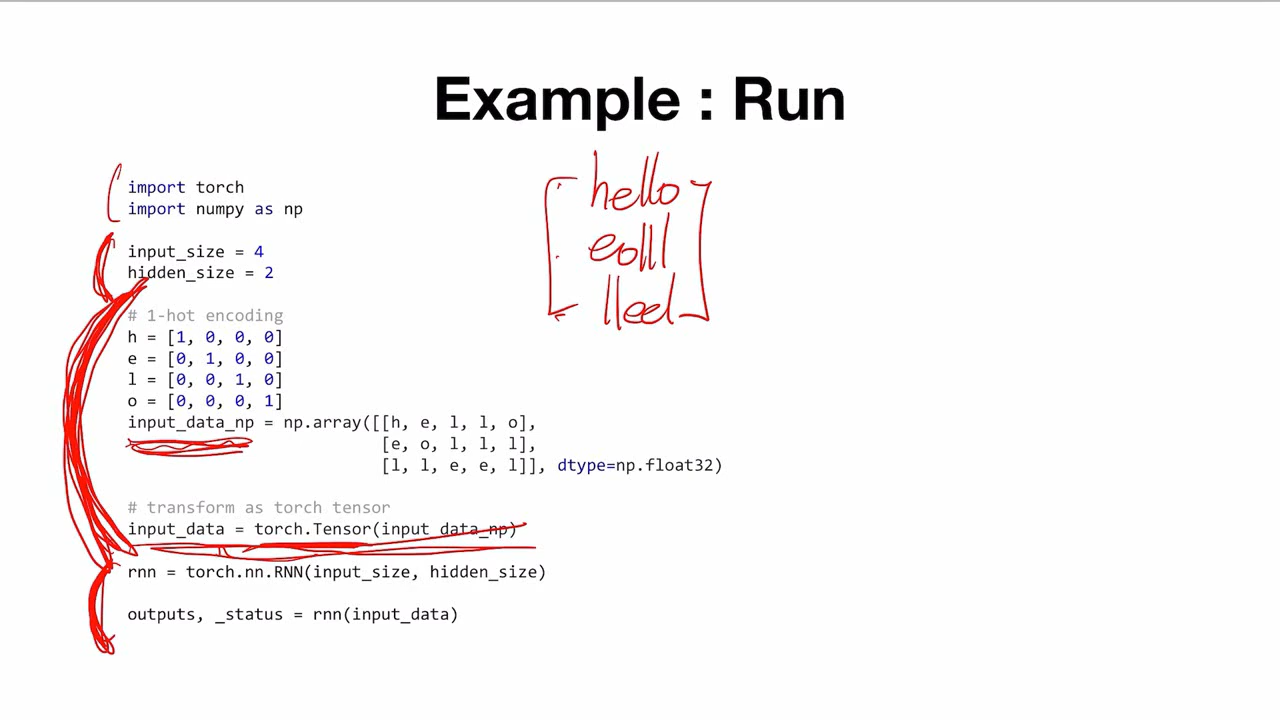 Example : Run
import torch
import numpy as np
input_size = 4
hidden_size = 2
# 1-hot encoding
h = [1, 0, 0, 0]
e = [0, 1, 0, 0]
l = [0, 0, 1, 0]
o = [0, 0, 0, 1]
input_data_np = np.array([[h, e, l, l, o],
[e, o, l, l, l],
[l, l, e, e, l]], dtype=np.float32)
# transform as torch tensor
input_data = torch.Tensor(input_data_np)
rnn = torch.nn.RNN(input_size, hidden_size)
outputs, _status = rnn(input_data)
hello
eolll
lleel